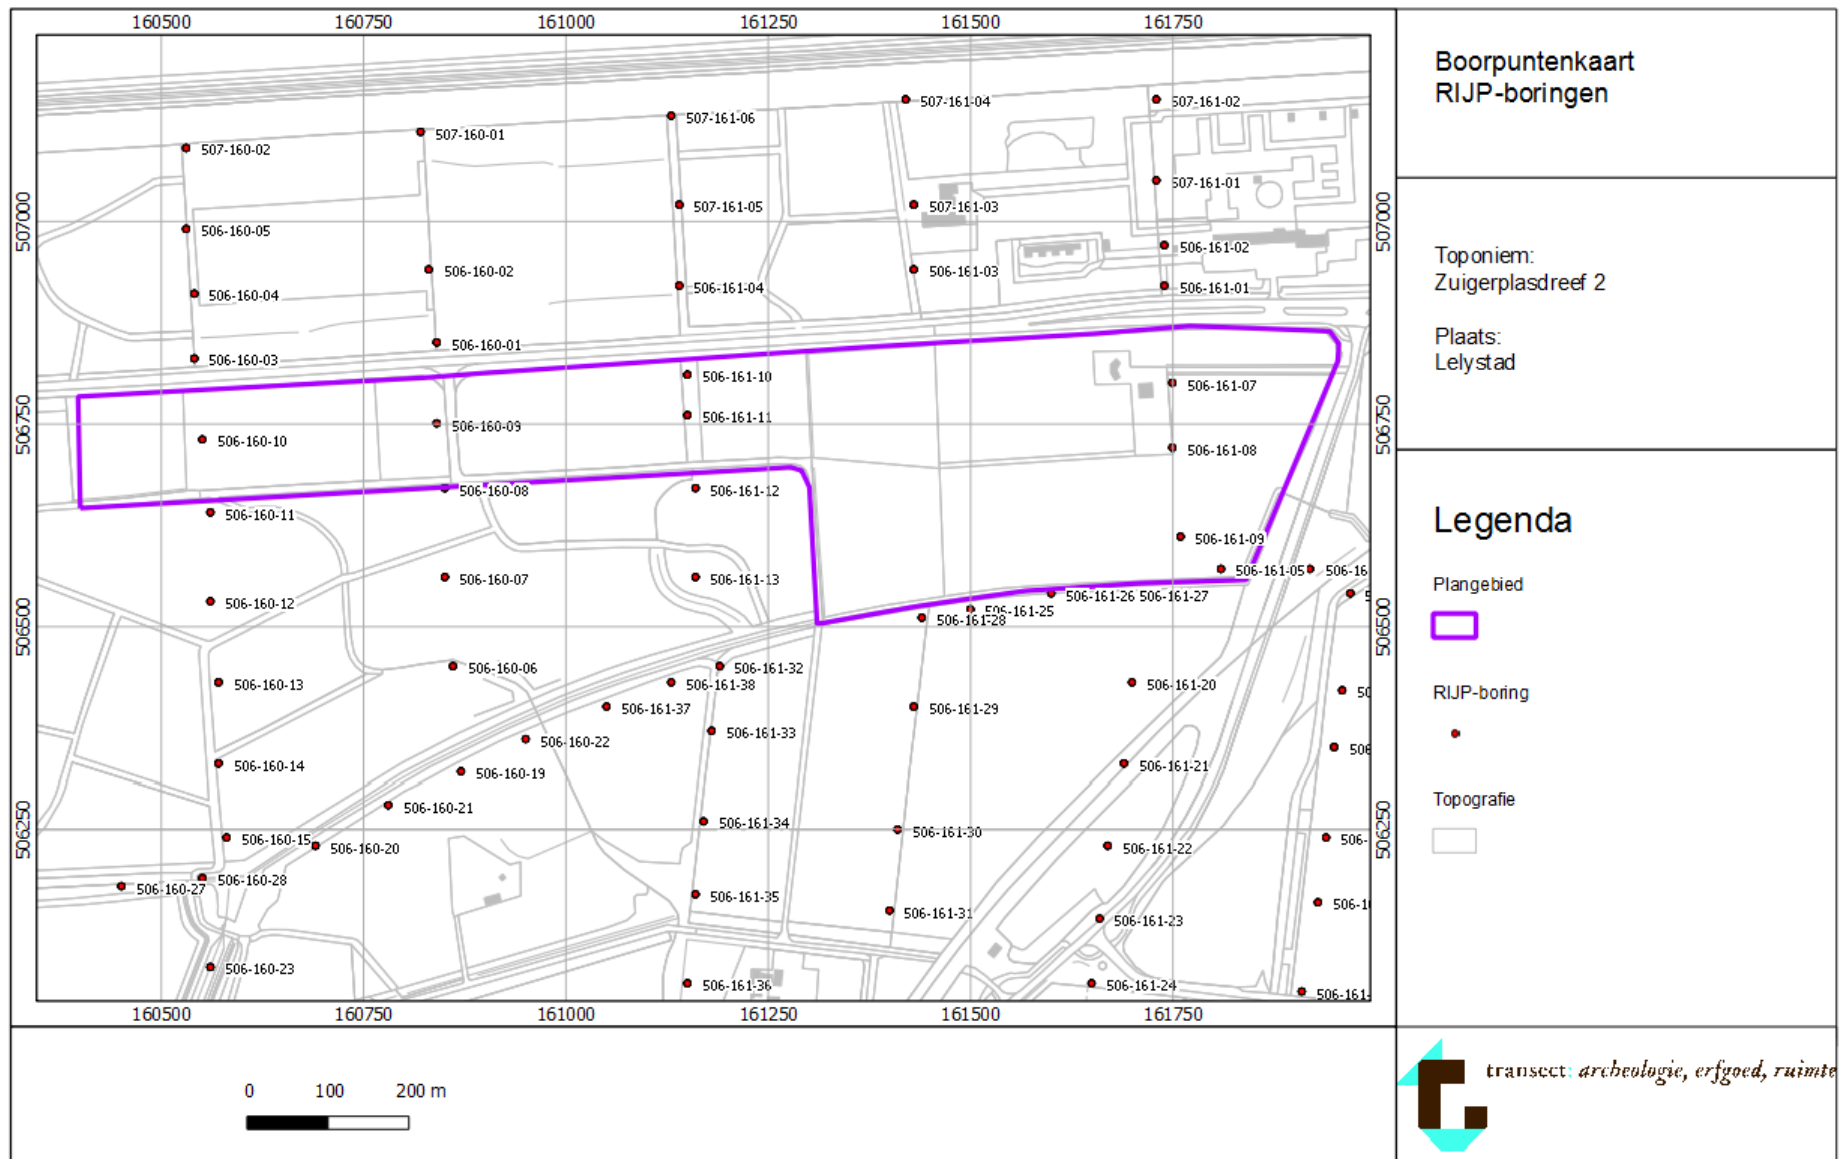 160500 160750 161000 161250 161500 161750
Boorpuntenkaart
RIJP-boringen
507-161-04 507-161-02
507-161-06
507-160-01
507-160-02
507-161-01
507-161-05 507-161-03
507000 507000
506-160-05
506-161-02
506-160-02 506-161-03
506-161-04 506-161-01
506-160-04
506-160-01
506-160-03
Toponiem:
Zuigerplasdreef 2
Plaats:
Lelystad
506-161-10
506-161-07
506-161-11
506-160-09
506750 506750
506-160-10
506-161-08
506-160-08 506-161-12
506-160-11
506-161-09
506-161-05 506-16
506-160-07 506-161-13
506-161-26 506-161-27
506-160-12
506-161-25
506-161-28
506500 506500
Legenda
Plangebied
RIJP-boring
Topografie
506-160-06 506-161-32
506-160-13 506-161-38 506-161-20
506-161-37 506-161-29
506-161-33
506-160-22 506
506-160-14 506-160-19 506-161-21
506-160-21
506-161-34
506-161-30
506250 506250
506-160-15 506-160-20 506-161-22 506-
506-160-28
506-160-27
506-161-35
506-161-31
506-161-23
506-160-23
506-161-36 506-161-24
506-161-
160500 160750 161000 161250 161500 161750
0 100 200 m
transect: archeologie, erfgoed, ruimte